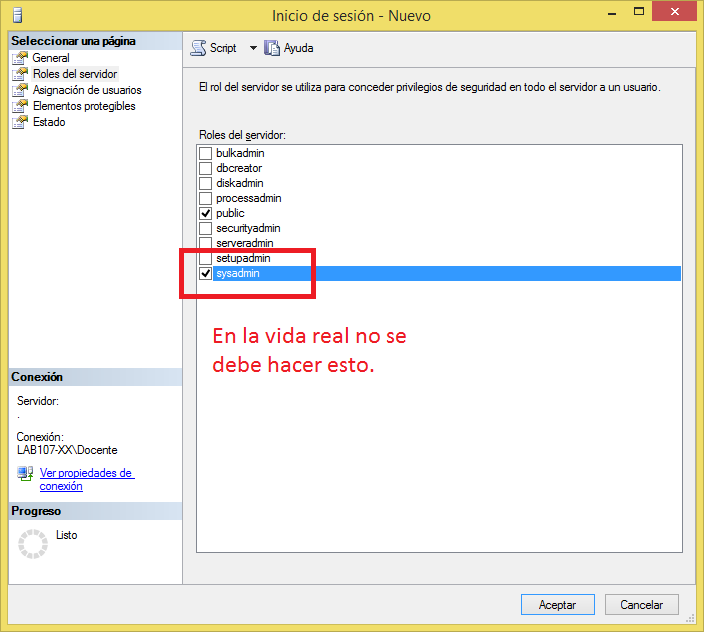 Inicio de sesión - Nuevo
Seleccionar una página
General
Roles del servidor
Asignación de usuarios
Elementos protegibles
Estado
Script
Ayuda
El rol del servidor se utiliza para conceder privilegios de seguridad en todo el servidor a un usuario.
Roles del servidor:
bulkadmin
dbcreator
diskadmin
processadmin
public
securityadmin
serveradmin
setupadmin
sysadmin
En la vida real no se
debe hacer esto.
Conexión
Servidor:
.
Conexión:
LAB107-XX\Docente
Ver propiedades de
conexión
Progreso
Listo
Aceptar
Cancelar